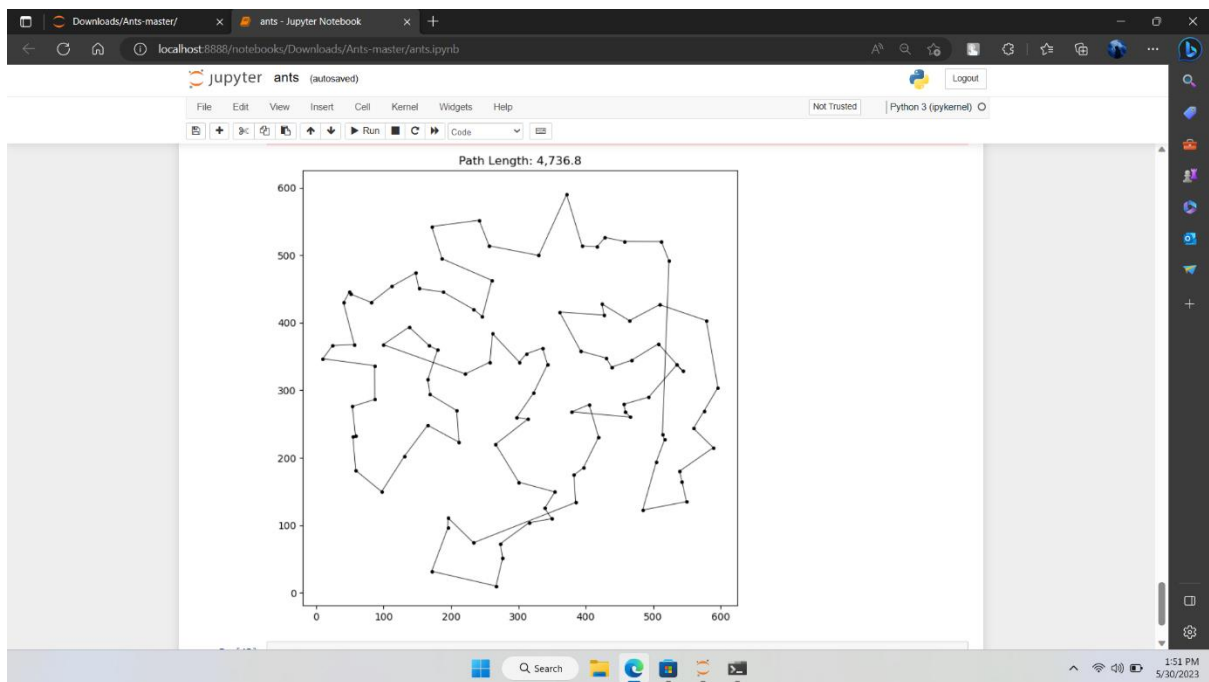 Downloads/Ants-master/
ants - Jupyter Notebook
localhost:8888/notebooks/Downloads/Ants-master/ants.ipynb
jupyter ants (autosaved)
Logout
File Edit View Insert Cell Kernel Widgets Help
Not Trusted
Python 3 (ipykernel)
Run
Code
Path Length: 4,736.8
600
500
400
300
200
100
0
0 100 200 300 400 500 600
Search
1:51 PM
5/30/2023